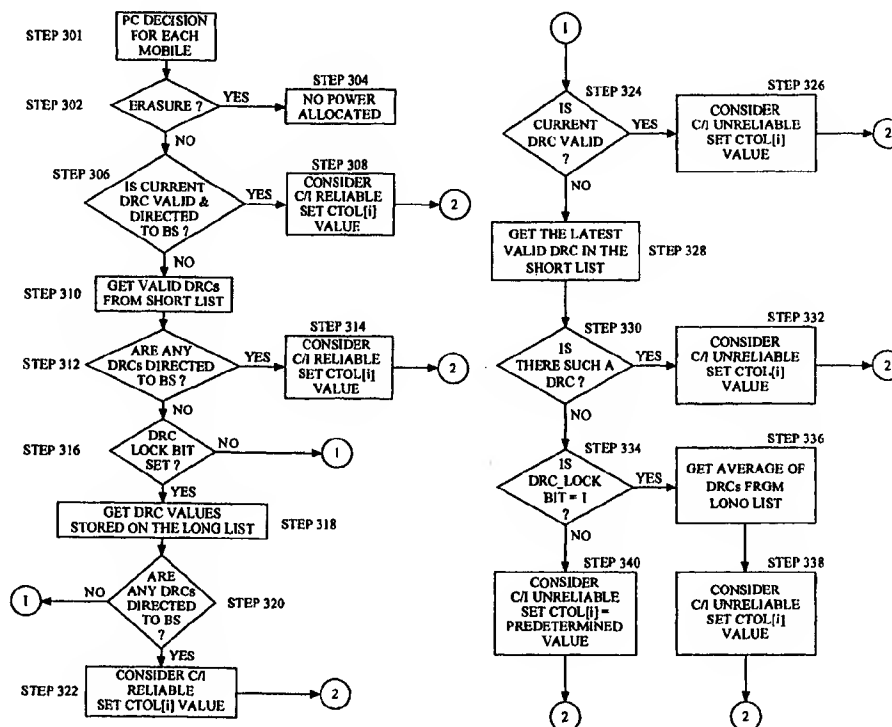 STEP 301
PC DECISION
FOR EACH
MOBILE
STEP 302
ERASURE ?
YES
STEP 304
NO POWER
ALLOCATED
NO
STEP 306
IS CURRENT
DRC VALID &
DIRECTED
TO BS ?
YES
STEP 308
CONSIDER
C/I RELIABLE
SET CTOL[i]
VALUE
2
NO
STEP 310
GET VALID DRCs
FROM SHORT LIST
STEP 312
ARE ANY
DRCs DIRECTED
TO BS ?
YES
STEP 314
CONSIDER
C/I RELIABLE
SET CTOL[i]
VALUE
2
NO
STEP 316
DRC
LOCK BIT
SET ?
NO
1
YES
GET DRC VALUES
STORED ON THE LONG LIST
STEP 318
ARE
ANY DRCs
DIRECTED
TO BS
?
STEP 320
NO
1
YES
STEP 322
CONSIDER C/I
RELIABLE
SET CTOL[i] VALUE
2
1
STEP 324
IS
CURRENT
DRC VALID
?
YES
STEP 326
CONSIDER
C/I UNRELIABLE
SET CTOL[i]
VALUE
2
NO
GET THE LATEST
VALID DRC IN THE
SHORT LIST
STEP 328
STEP 330
IS
THERE SUCH A
DRC ?
YES
STEP 332
CONSIDER
C/I UNRELIABLE
SET CTOL[i]
VALUE
2
NO
STEP 334
IS
DRC_LOCK
BIT = 1
?
YES
STEP 336
GET AVERAGE OF
DRCs FROM
LONG LIST
NO
STEP 340
CONSIDER
C/I UNRELIABLE
SET CTOL[i] =
PREDETERMINED
VALUE
2
STEP 338
CONSIDER
C/I UNRELIABLE
SET CTOL[i]
VALUE
2